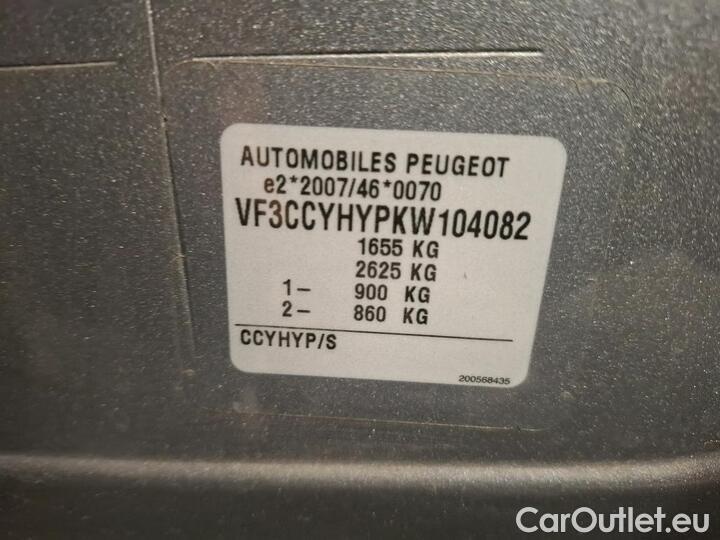 AUTOMOBILES PEUGEOT
e2*2007/46*0070
VF3CCYHYPKW104082
1655 KG
2625 KG
1- 900 KG
2- 860 KG
CCYHYP/S
200568435
CarOutlet.eu